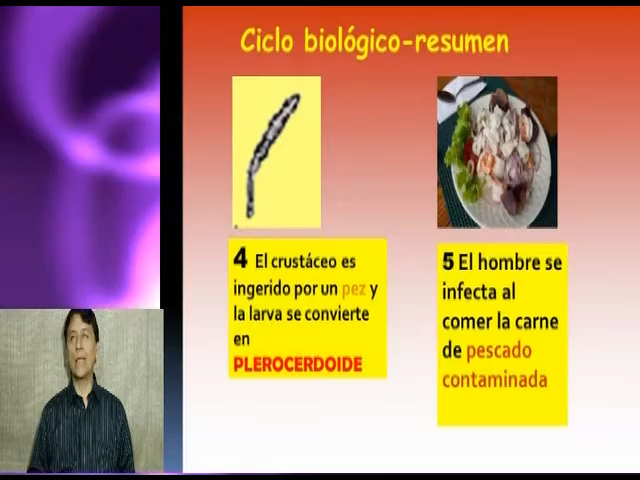 Ciclo biológico-resumen
4 El crustáceo es
ingerido por un pez y
la larva se convierte
en
PLEROCERDOIDE
5 El hombre se
infecta al
comer la carne
de pescado
contaminada